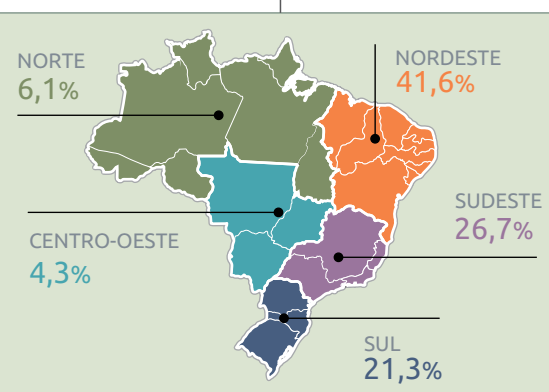 NORTE
6,1%
NORDESTE
41,6%
SUDESTE
26,7%
CENTRO-OESTE
4,3%
SUL
21,3%